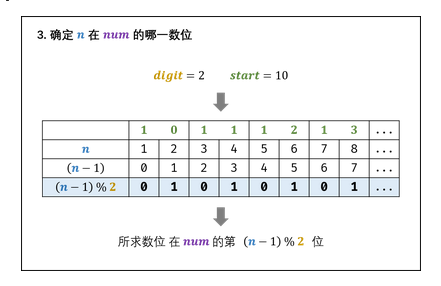 3. 确定 n 在 num 的哪一数位
digit = 2 start = 10
1 0 1 1 1 2 1 3 ...
n 1 2 3 4 5 6 7 8 ...
(n − 1) 0 1 2 3 4 5 6 7 ...
(n − 1) % 2 0 1 0 1 0 1 0 1 ...
所求数位 在 num 的第 (n − 1) % 2 位